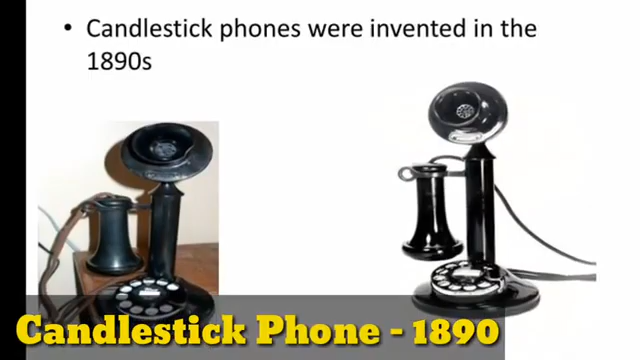 • Candlestick phones were invented in the
1890s
Candlestick Phone - 1890